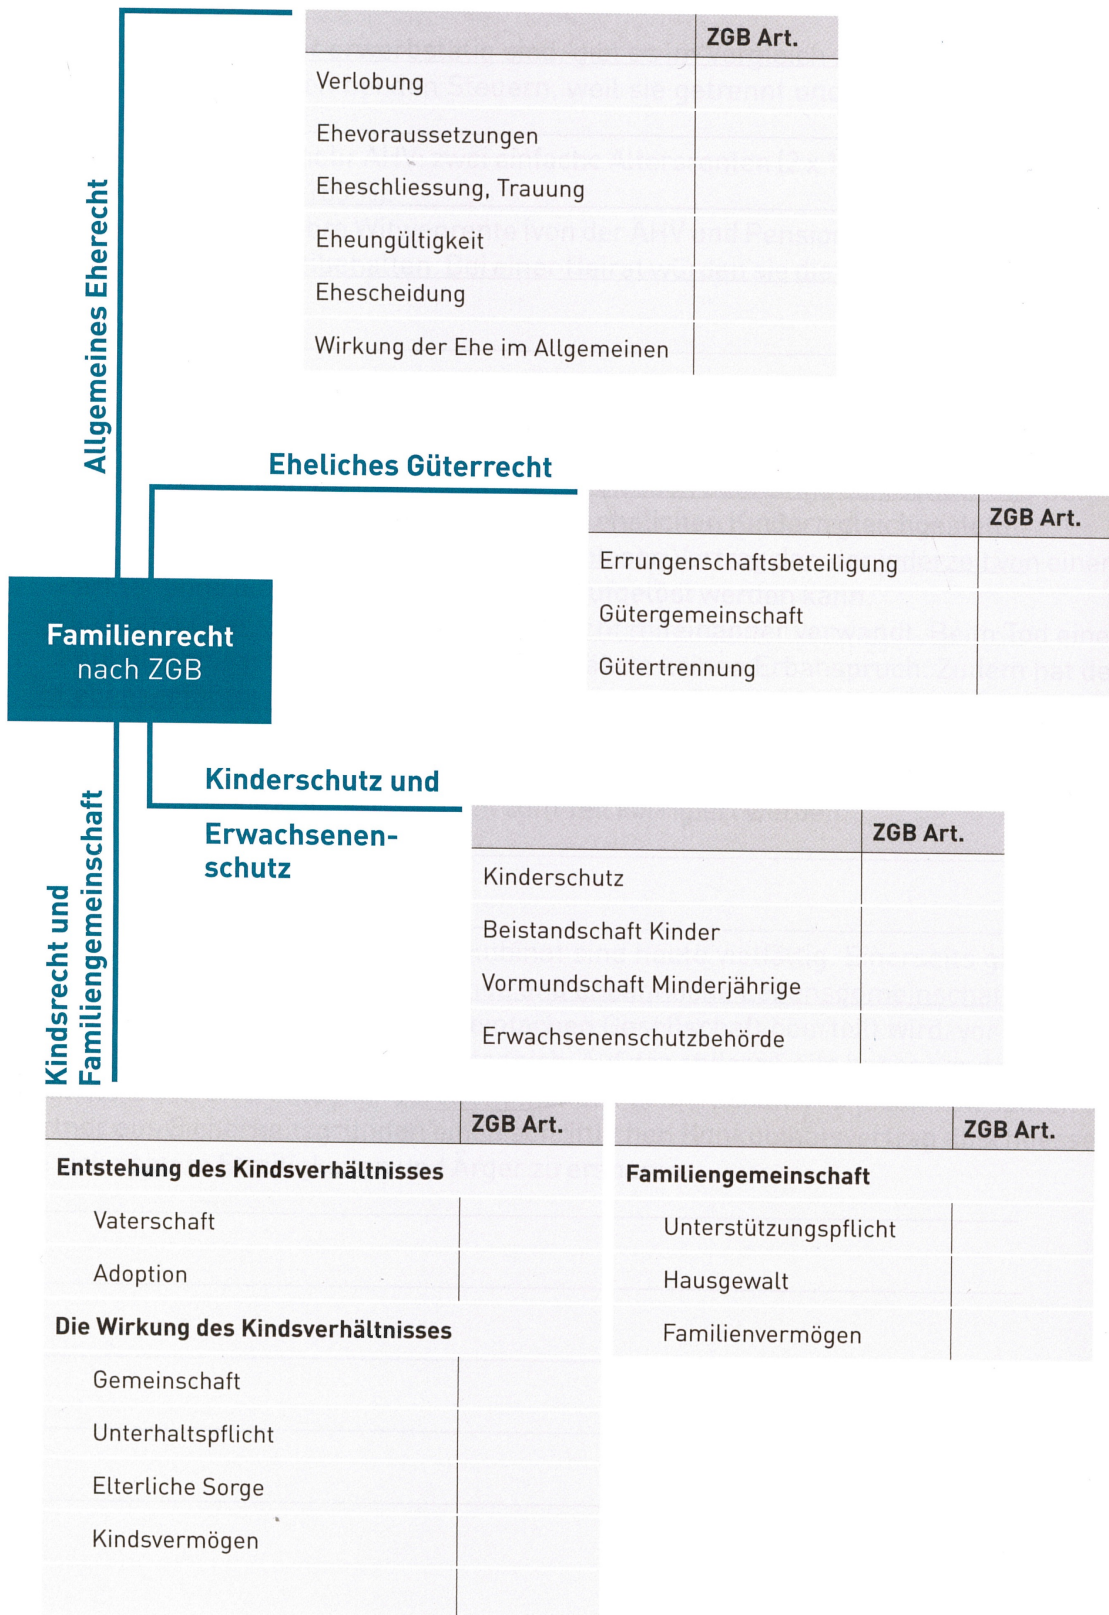 Allgemeines Eherecht
ZGB Art.
Verlobung
Ehevoraussetzungen
Eheschliessung, Trauung
Eheungültigkeit
Ehescheidung
Wirkung der Ehe im Allgemeinen
Eheliches Güterrecht
ZGB Art.
Errungenschaftsbeteiligung
Gütergemeinschaft
Gütertrennung
Familienrecht
nach ZGB
Kinderschutz und
Erwachsenen-
schutz
ZGB Art.
Kinderschutz
Beistandschaft Kinder
Vormundschaft Minderjährige
Erwachsenenschutzbehörde
Kindsrecht und
Familiengemeinschaft
ZGB Art.
Entstehung des Kindsverhältnisses
Vaterschaft
Adoption
Die Wirkung des Kindsverhältnisses
Gemeinschaft
Unterhaltspflicht
Elterliche Sorge
Kindsvermögen
ZGB Art.
Familiengemeinschaft
Unterstützungspflicht
Hausgewalt
Familienvermögen